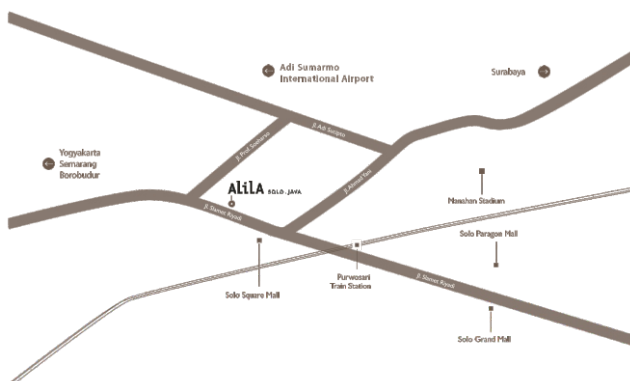 Adi Sumarmo
International Airport
Surabaya
Jl. Adi Sucipto
Jl. Prof. Soeharso
Yogyakarta
Semarang
Borobudur
Jl. Ahmad Yani
ALiLA SOLO - JAVA
Manahan Stadium
Jl. Slamet Riyadi
Solo Paragon Mall
Purwosari
Train Station
Jl. Slamet Riyadi
Solo Square Mall
Solo Grand Mall